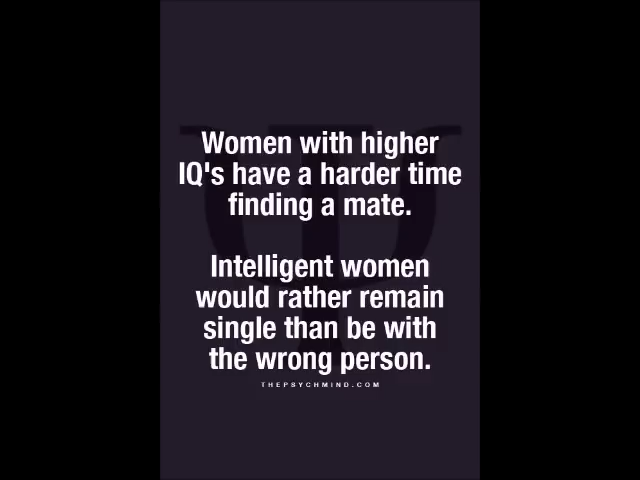 Women with higher
IQ's have a harder time
finding a mate.
Intelligent women
would rather remain
single than be with
the wrong person.
THEPSYCHMIND.COM